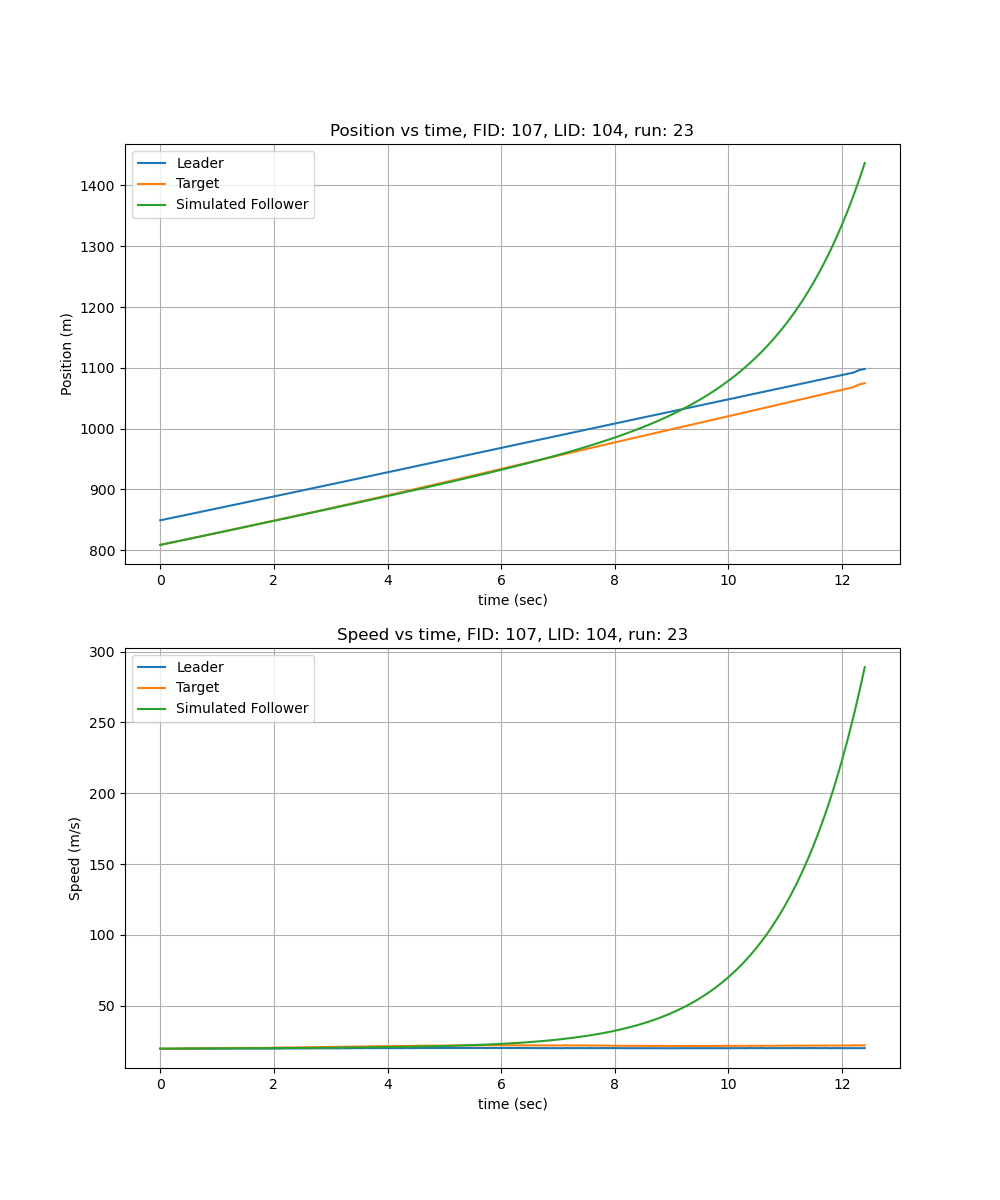 Position vs time, FID: 107, LID: 104, run: 23
Leader
Target
Simulated Follower
1400
1300
1200
1100
1000
900
800
Position (m)
0 2 4 6 8 10 12
time (sec)
Speed vs time, FID: 107, LID: 104, run: 23
Leader
Target
Simulated Follower
300
250
200
150
100
50
Speed (m/s)
0 2 4 6 8 10 12
time (sec)